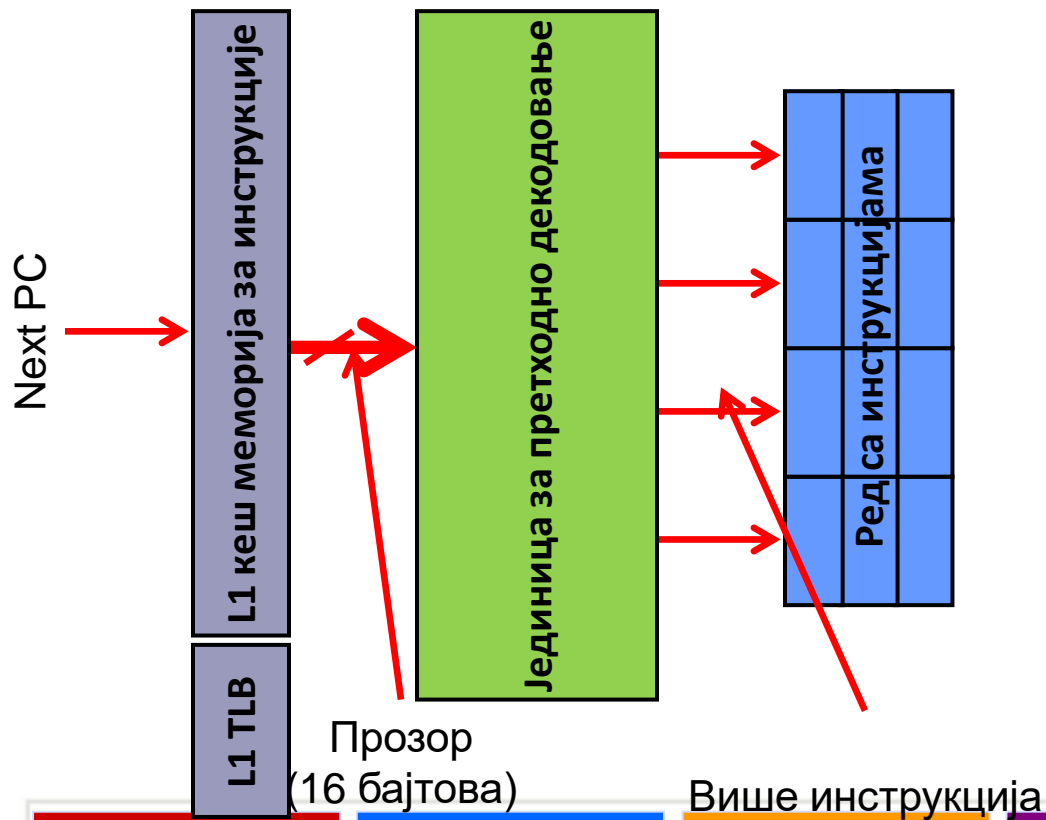 Next PC
L1 кеш меморија за инструкције
L1 TLB
Јединица за претходно декодовање
Ред са инструкцијама
Прозор
(16 бајтова)
Више инструкција